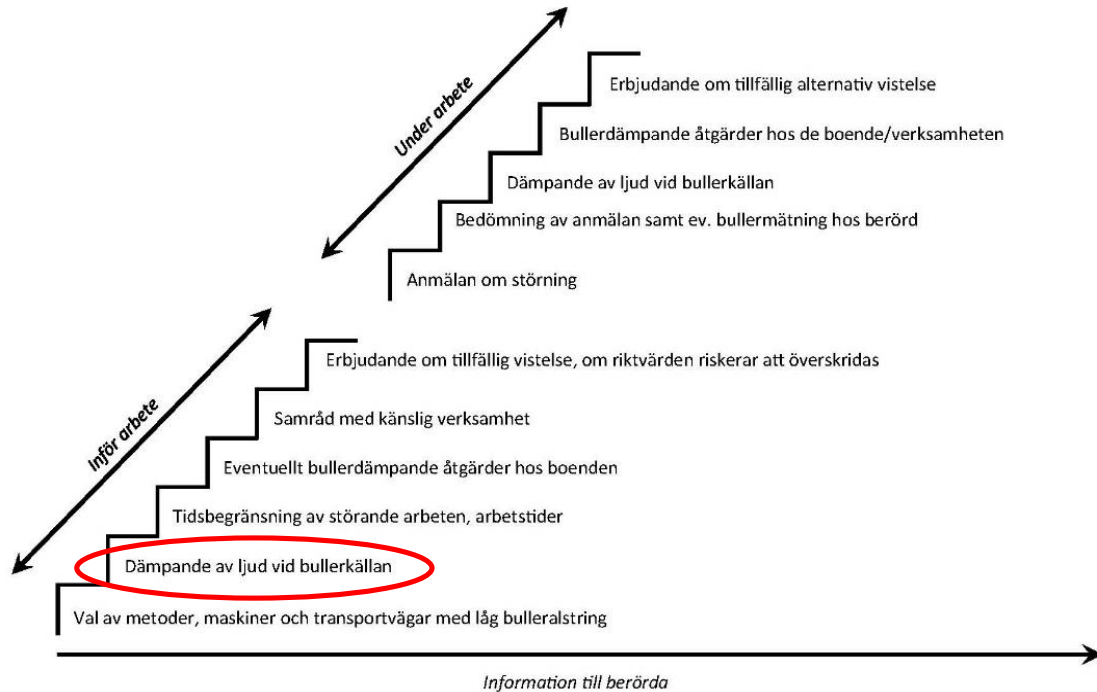 Under arbete
Erbjudande om tillfällig alternativ vistelse
Bullerdämpande åtgärder hos de boende/verksamheten
Dämpande av ljud vid bullerkällan
Bedömning av anmälan samt ev. bullermätning hos berörd
Anmälan om störning
Inför arbete
Erbjudande om tillfällig vistelse, om riktvärden riskerar att överskridas
Samråd med känslig verksamhet
Eventuellt bullerdämpande åtgärder hos boenden
Tidsbegränsning av störande arbeten, arbetstider
Dämpande av ljud vid bullerkällan
Val av metoder, maskiner och transportvägar med låg bulleralstring
Information till berörda